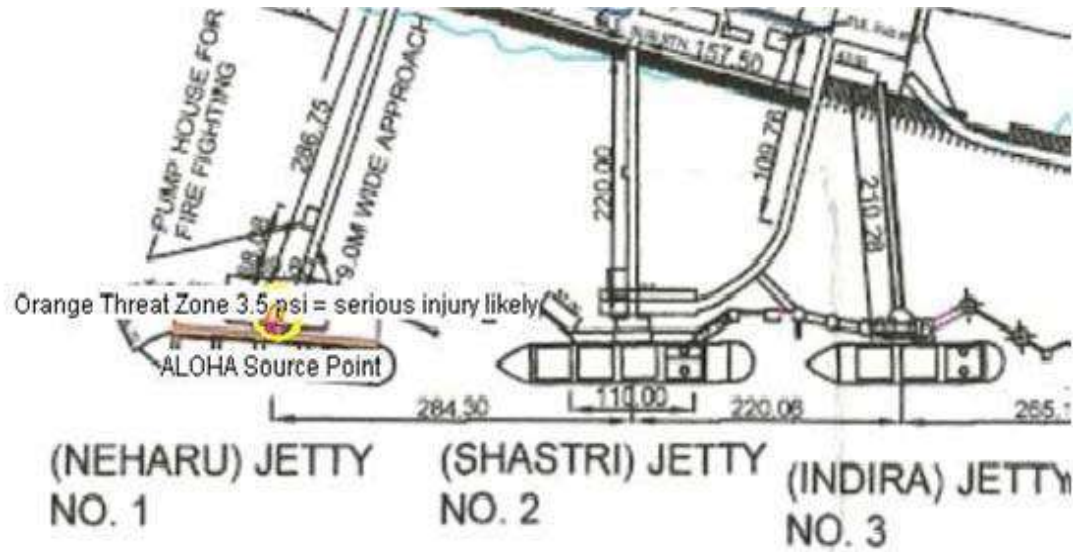 PUMP HOUSE FOR
FIRE FIGHTING
286.75
9.0M WIDE APPROACH
157.50
220.00
109.78
210.28
Orange Threat Zone 3.5 psi = serious injury likely
ALOHA Source Point
284.30
110.00
220.06
265.
(NEHARU) JETTY
NO. 1
(SHASTRI) JETTY
NO. 2
(INDIRA) JETTY
NO. 3